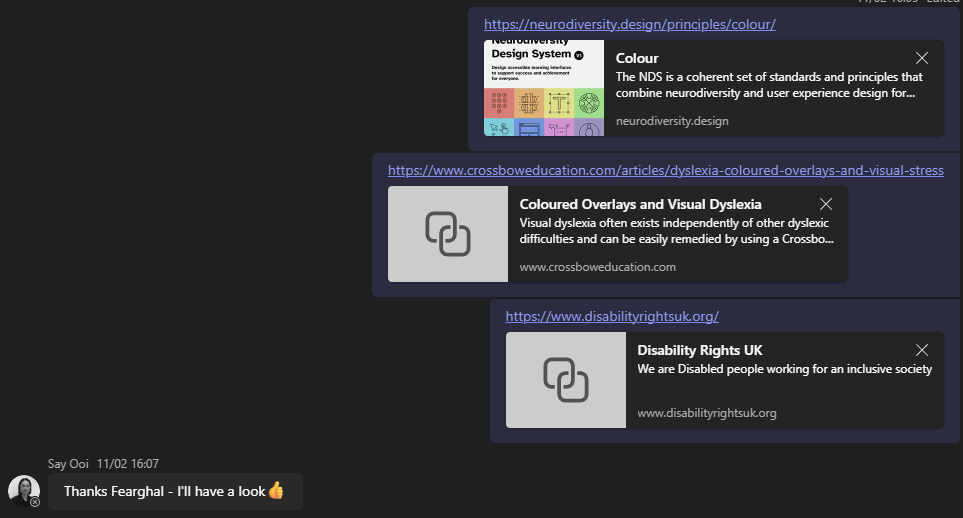 https://neurodiversity.design/principles/colour/
Neurodiversity
Design System V1
Design accessible learning interfaces
to support success and achievement
for everyone.
Colour
The NDS is a coherent set of standards and principles that
combine neurodiversity and user experience design for...
neurodiversity.design
https://www.crossboweducation.com/articles/dyslexia-coloured-overlays-and-visual-stress
Coloured Overlays and Visual Dyslexia
Visual dyslexia often exists independently of other dyslexic
difficulties and can be easily remedied by using a Crossbo...
www.crossboweducation.com
https://www.disabilityrightsuk.org/
Disability Rights UK
We are Disabled people working for an inclusive society
www.disabilityrightsuk.org
Say Ooi 11/02 16:07
Thanks Fearghal - I'll have a look👍